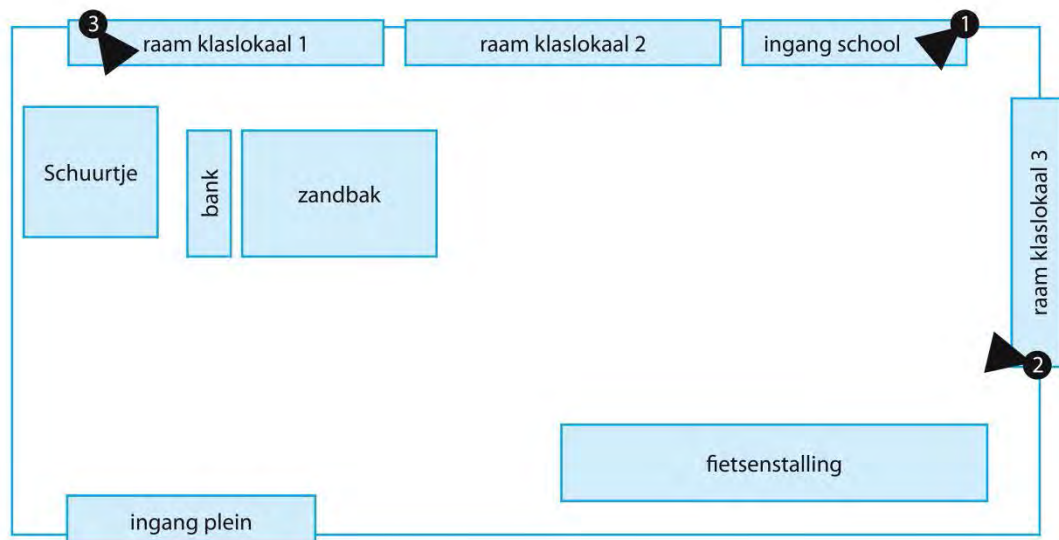 3
raam klaslokaal 1
raam klaslokaal 2
ingang school
1
Schuurtje
bank
zandbak
raam klaslokaal 3
2
fietsenstalling
ingang plein